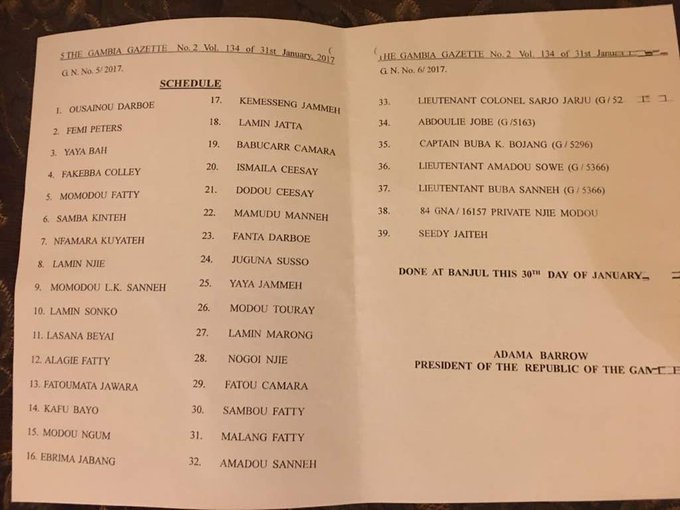 5 THE GAMBIA GAZETTE No. 2 Vol. 134 of 31st January, 2017
G. N. No. 5/ 2017.
SCHEDULE
1. OUSAINOU DARBOE
2. FEMI PETERS
3. YAYA BAH
4. FAKEBBA COLLEY
5. MOMODOU FATTY
6. SAMBA KINTEH
7. NFAMARA KUYATEH
8. LAMIN NJIE
9. MOMODOU L.K. SANNEH
10. LAMIN SONKO
11. LASANA BEYAI
12. ALAGIE FATTY
13. FATOUMATA JAWARA
14. KAFU BAYO
15. MODOU NGUM
16. EBRIMA JABANG
17. KEMESSENG JAMMEH
18. LAMIN JATTA
19. BABUCARR CAMARA
20. ISMAILA CEESAY
21. DODOU CEESAY
22. MAMUDU MANNEH
23. FANTA DARBOE
24. JUGUNA SUSSO
25. YAYA JAMMEH
26. MODOU TOURAY
27. LAMIN MARONG
28. NOGOI NJIE
29. FATOU CAMARA
30. SAMBOU FATTY
31. MALANG FATTY
32. AMADOU SANNEH
HE GAMBIA GAZETTE No. 2 Vol. 134 of 31st
G. N. No. 6/ 2017.
33. LIEUTENANT COLONEL SARJO JARJU (G / 52
34. ABDOULIE JOBE (G /5163)
35. CAPTAIN BUBA K. BOJANG (G / 5296)
36. LIEUTENTANT AMADOU SOWE (G / 5366)
37. LIEUTENTANT BUBA SANNEH (G / 5366)
38. 84 GNA / 16157 PRIVATE NJIE MODOU
39. SEEDY JAITEH
DONE AT BANJUL THIS 30TH DAY OF JANUARY
ADAMA BARROW
PRESIDENT OF THE REPUBLIC OF THE GAM